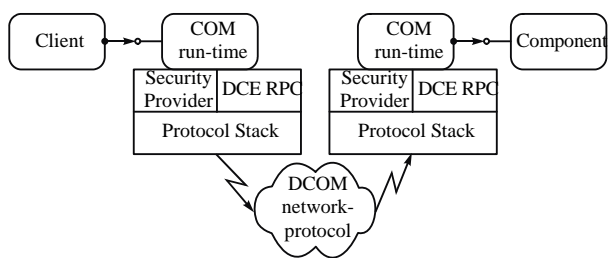 Client
COM
run-time
COM
run-time
Component
Security
Provider
DCE RPC
Protocol Stack
Security
Provider
DCE RPC
Protocol Stack
DCOM
network-
protocol